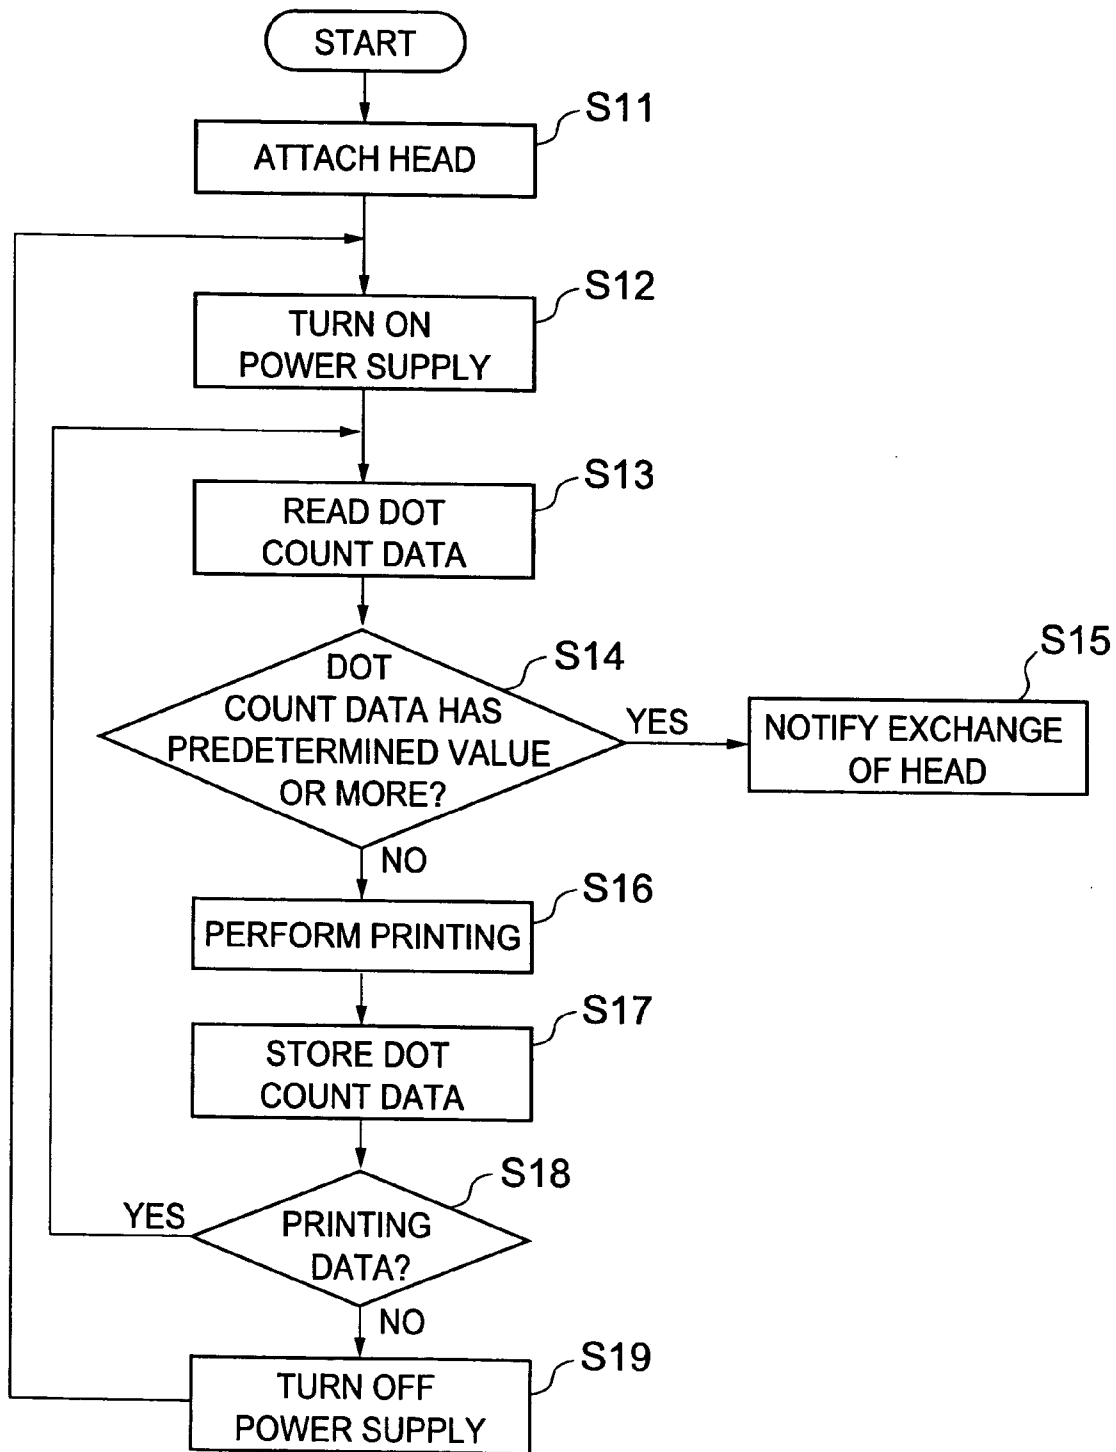 START
S11
ATTACH HEAD
S12
TURN ON
POWER SUPPLY
S13
READ DOT
COUNT DATA
S14
DOT
COUNT DATA HAS
PREDETERMINED VALUE
OR MORE?
YES
S15
NOTIFY EXCHANGE
OF HEAD
NO
S16
PERFORM PRINTING
S17
STORE DOT
COUNT DATA
S18
YES
PRINTING
DATA?
NO
S19
TURN OFF
POWER SUPPLY